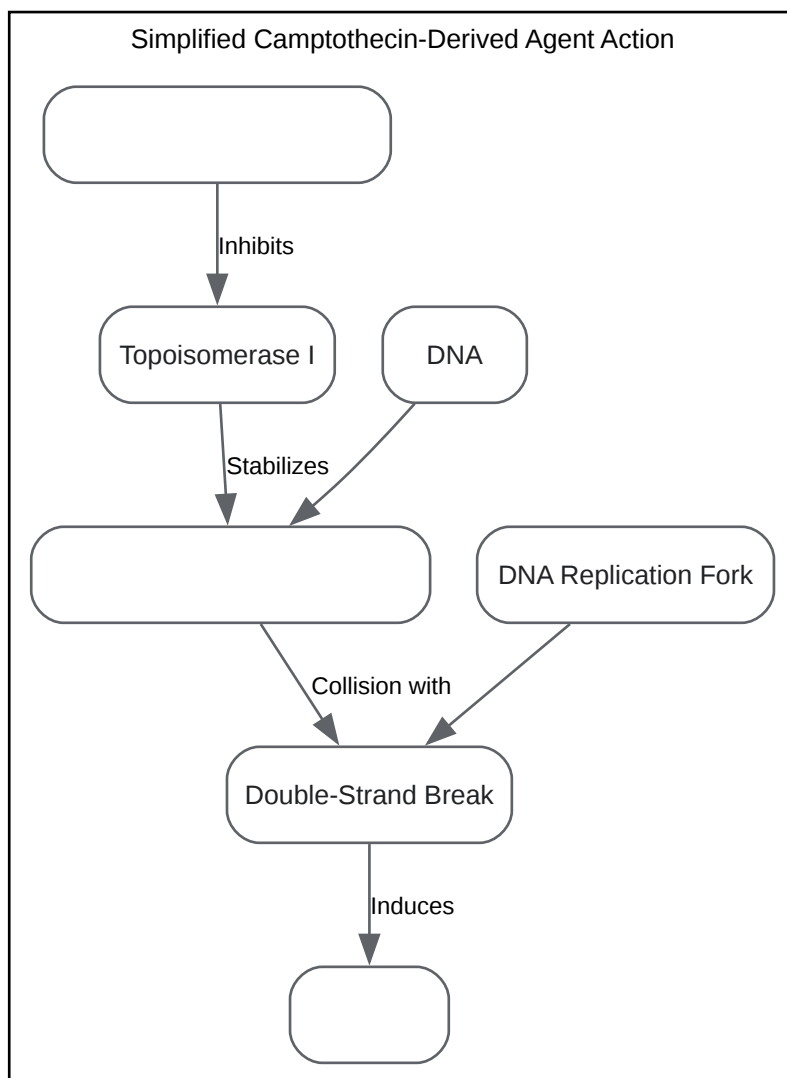 Simplified Camptothecin-Derived Agent Action
Inhibits
Topoisomerase I
DNA
Stabilizes
DNA Replication Fork
Collision with
Double-Strand Break
Induces